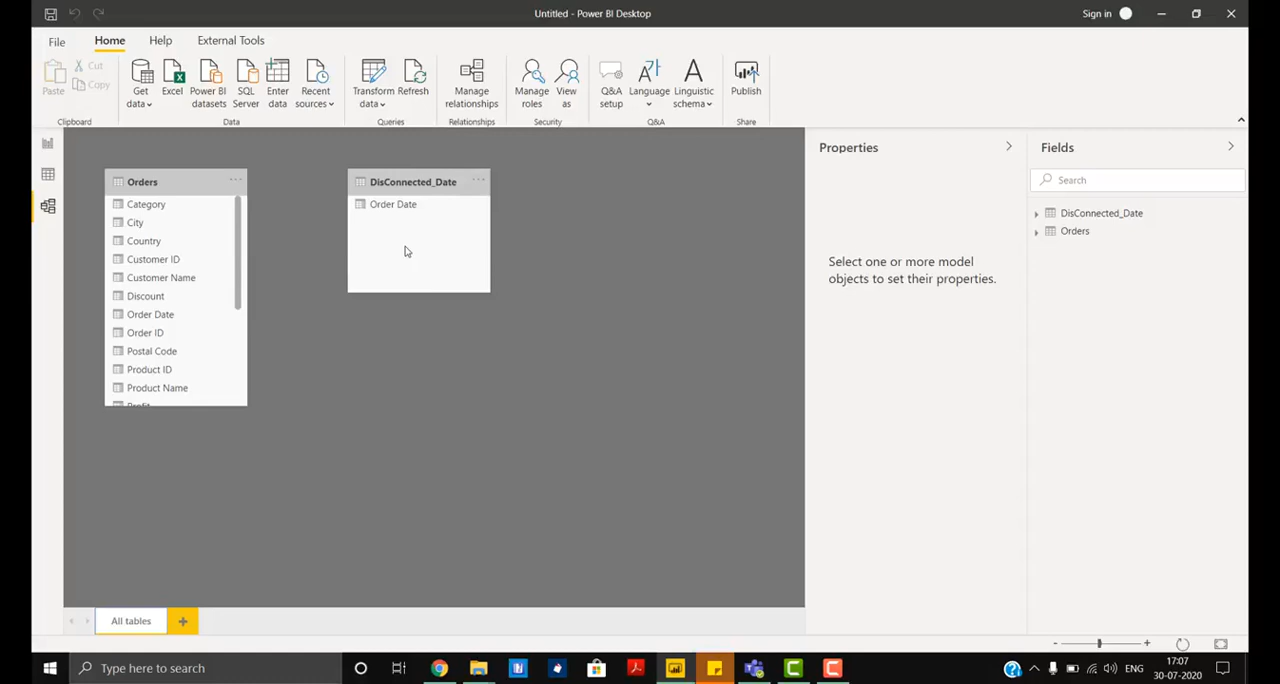 Untitled - Power BI Desktop
Sign in
File
Home
Help
External Tools
Paste
Cut
Copy
Clipboard
Get data
Excel
Power BI datasets
SQL Server
Enter data
Recent sources
Data
Transform data
Refresh
Queries
Manage relationships
Relationships
Manage roles
View as
Security
Q&A setup
Language
Linguistic schema
Q&A
Publish
Share
Orders
Category
City
Country
Customer ID
Customer Name
Discount
Order Date
Order ID
Postal Code
Product ID
Product Name
Profit
DisConnected_Date
Order Date
Properties
Select one or more model
objects to set their properties.
Fields
Search
DisConnected_Date
Orders
All tables
Type here to search
ENG
17:07
30-07-2020